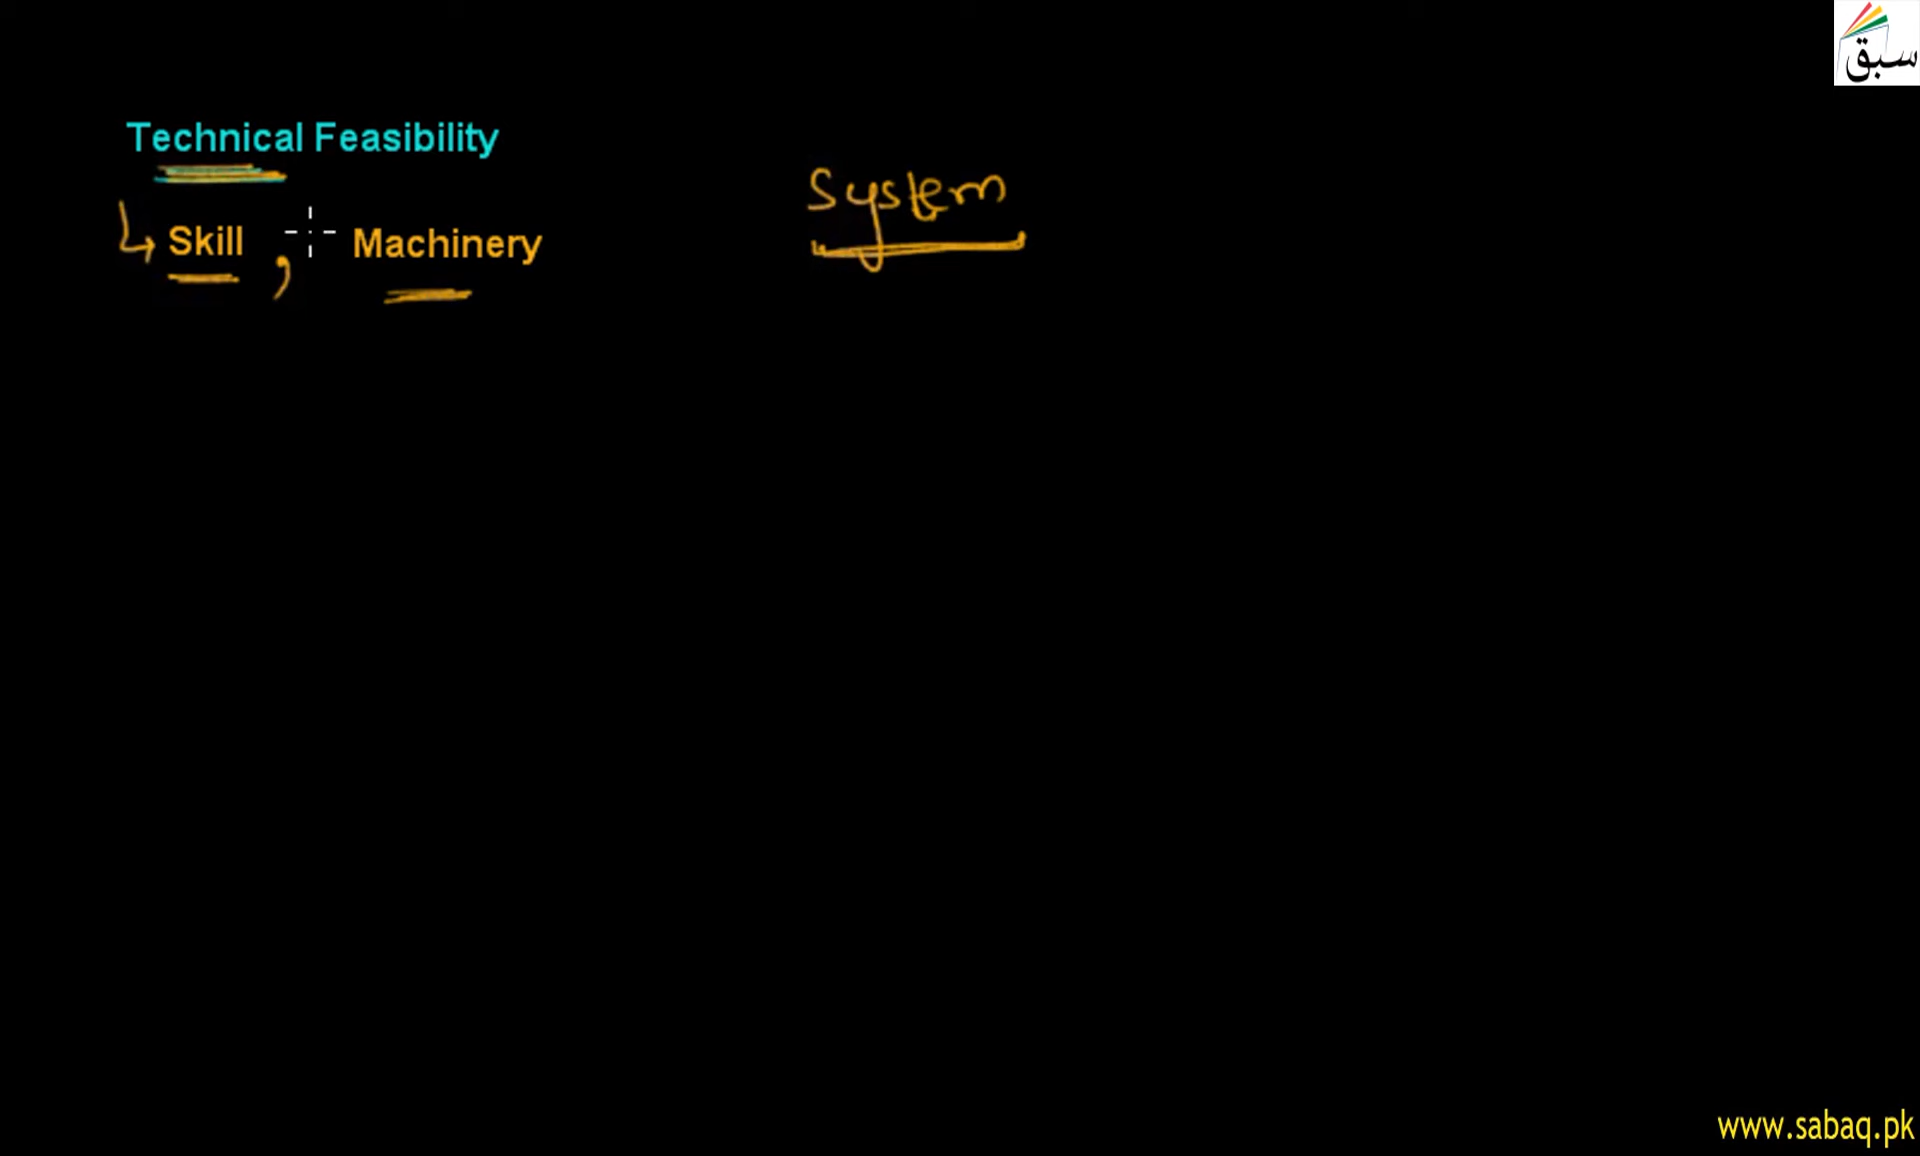 سبق
Technical Feasibility
System
Skill , Machinery
www.sabaq.pk